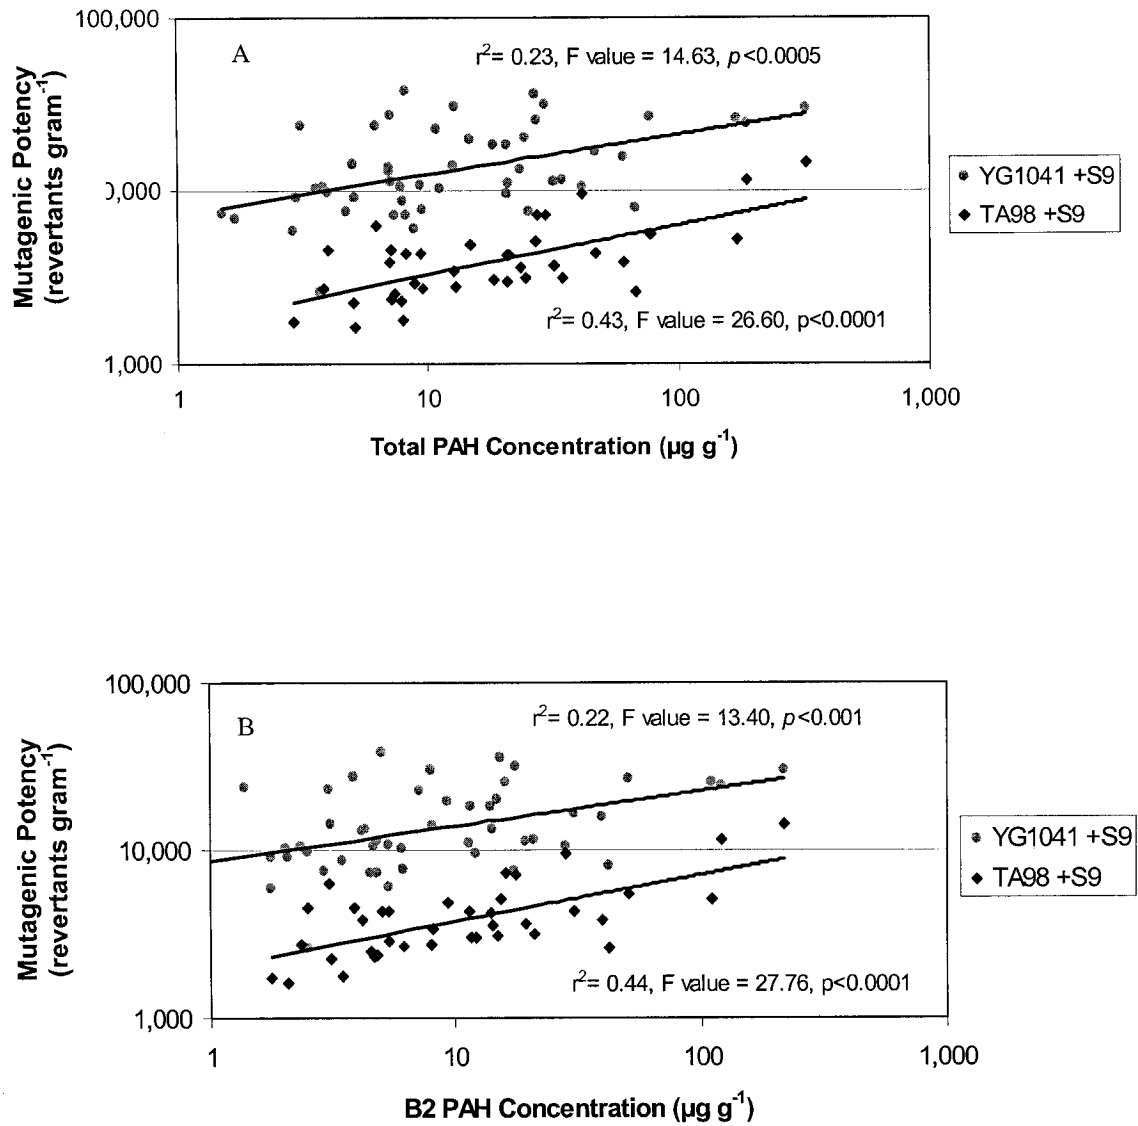 100,000
A
r²= 0.23, F value = 14.63, p<0.0005
Mutagenic Potency
(revertants gram⁻¹)
0,000
YG1041 +S9
TA98 +S9
r²= 0.43, F value = 26.60, p<0.0001
1,000
1 10 100 1,000
Total PAH Concentration (µg g⁻¹)
100,000
B
r²= 0.22, F value = 13.40, p<0.001
Mutagenic Potency
(revertants gram⁻¹)
10,000
YG1041 +S9
TA98 +S9
r²= 0.44, F value = 27.76, p<0.0001
1,000
1 10 100 1,000
B2 PAH Concentration (µg g⁻¹)